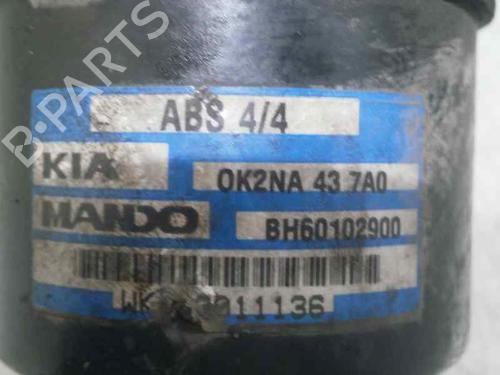 B-PARTS
ABS 4/4
KIA
OK2NA 43 7A0
MANDO
BH60102900